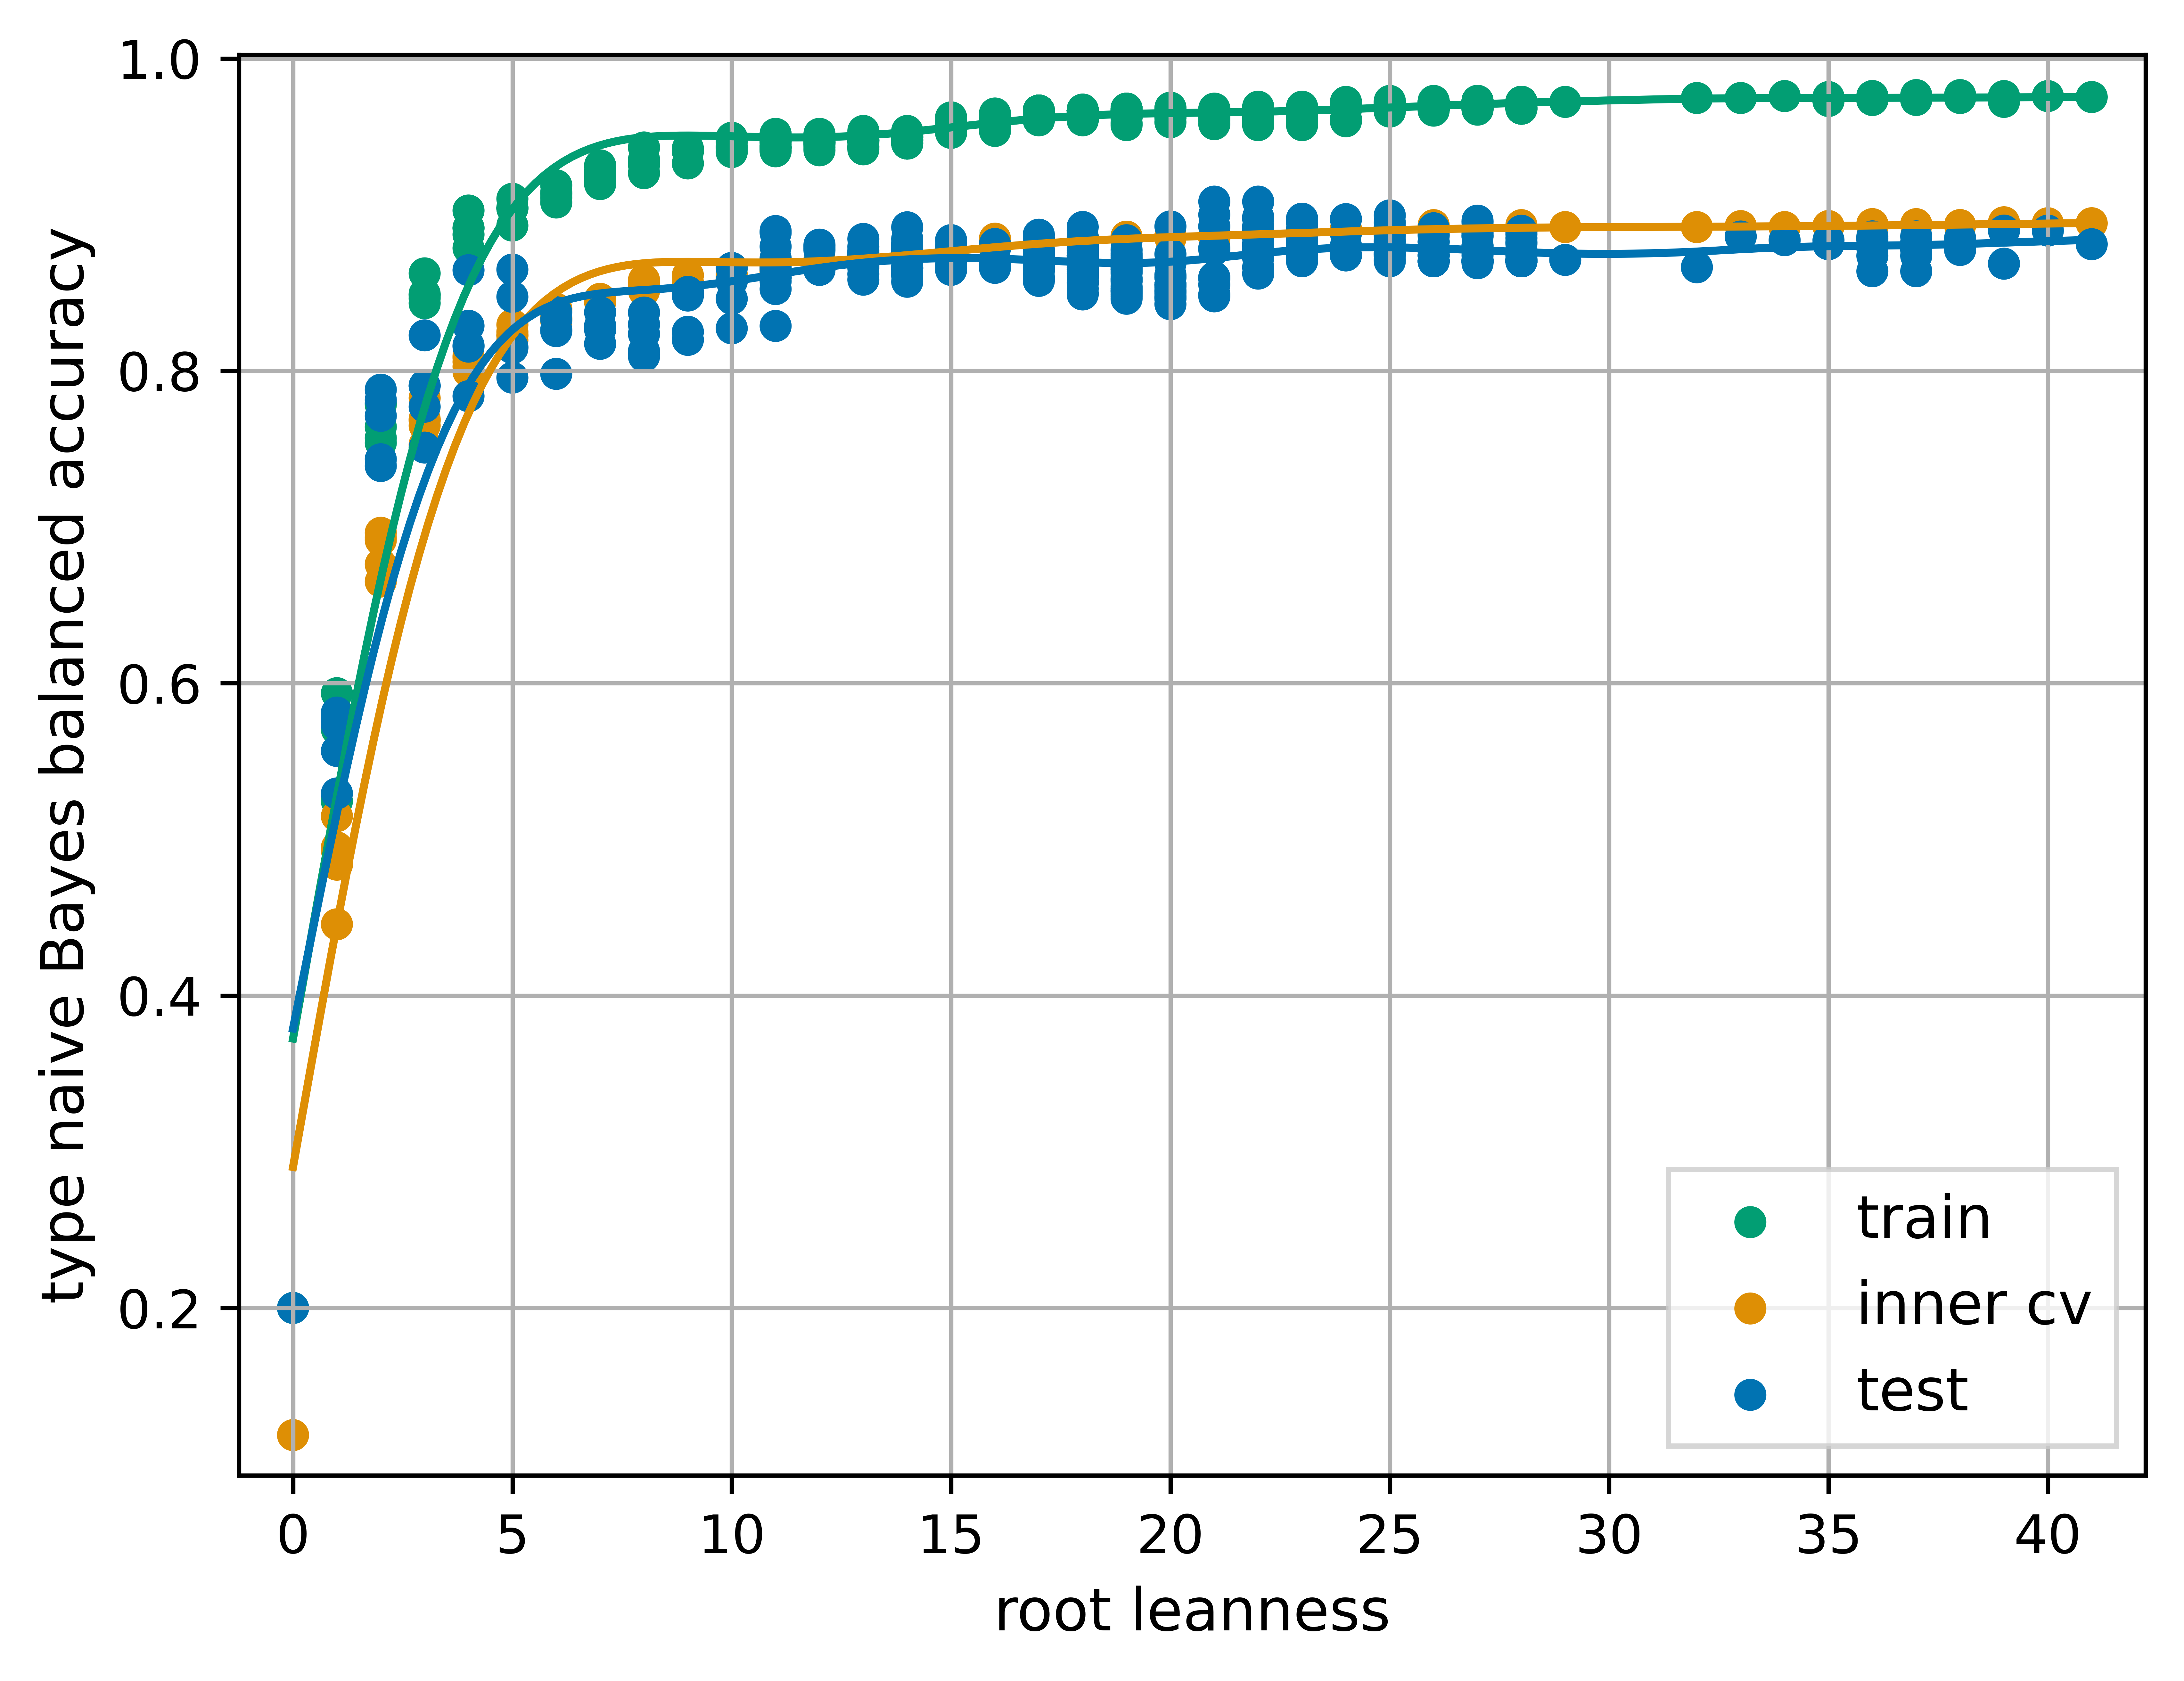 type naive Bayes balanced accuracy
1.0
0.8
0.6
0.4
0.2
0 5 10 15 20 25 30 35 40
root leanness
train
inner cv
test